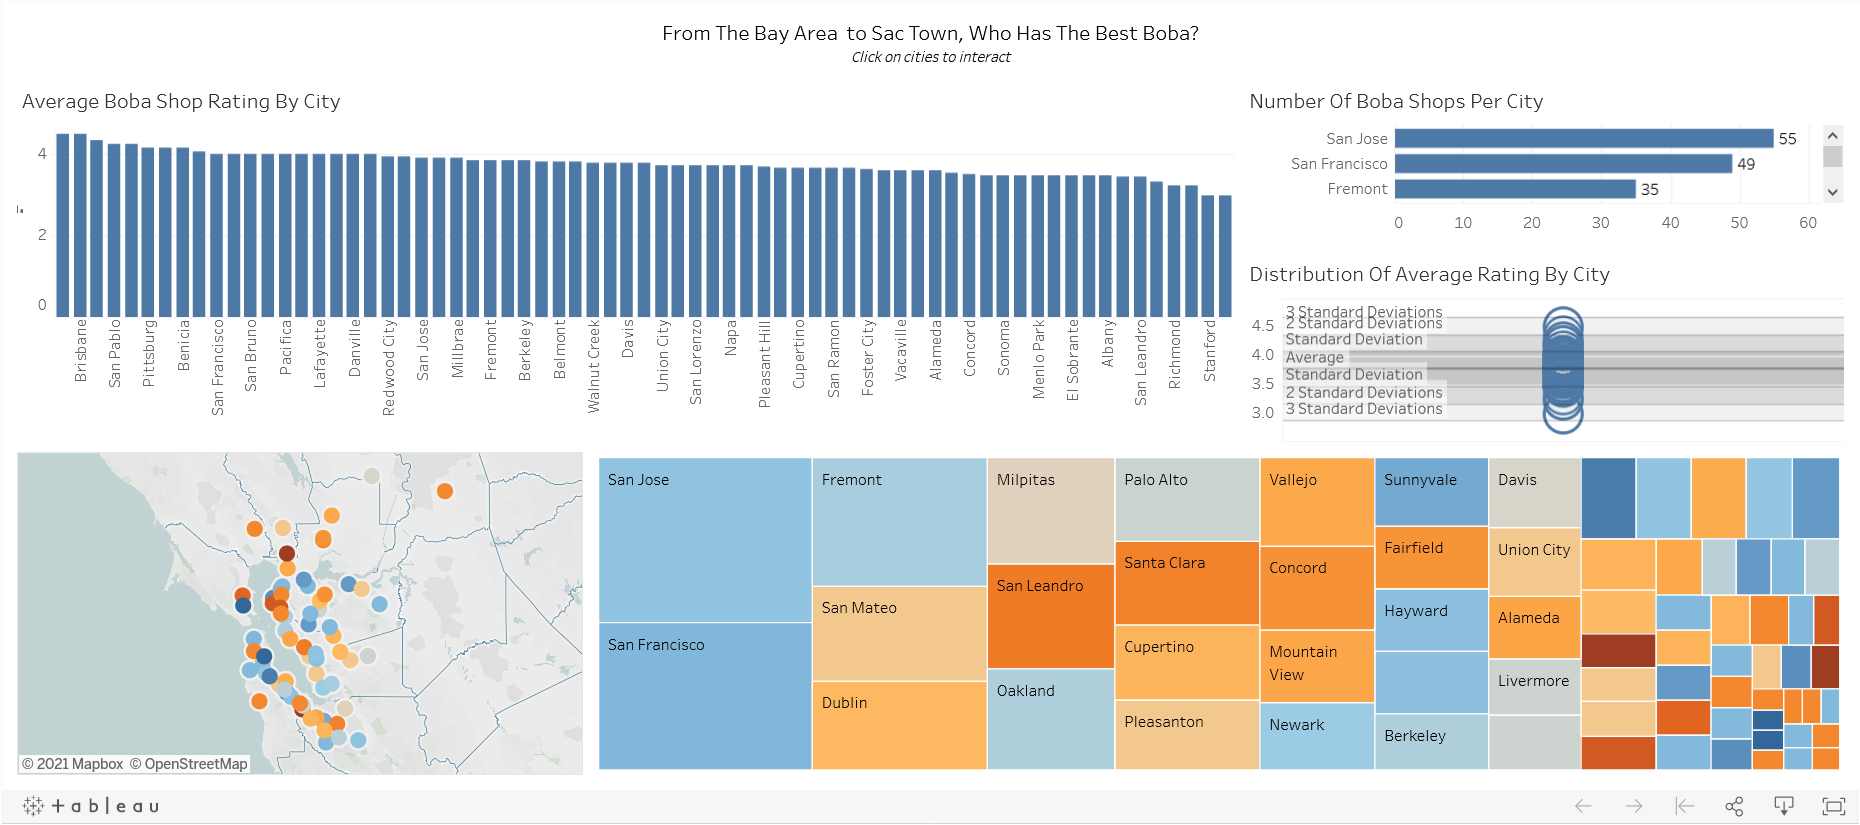 From The Bay Area to Sac Town, Who Has The Best Boba?
Click on cities to interact
Average Boba Shop Rating By City
4
2
0
Brisbane
San Pablo
Pittsburg
Benicia
San Francisco
San Bruno
Pacifica
Lafayette
Danville
Redwood City
San Jose
Millbrae
Fremont
Berkeley
Belmont
Walnut Creek
Davis
Union City
San Lorenzo
Napa
Pleasant Hill
Cupertino
San Ramon
Foster City
Vacaville
Alameda
Concord
Sonoma
Menlo Park
El Sobrante
Albany
San Leandro
Richmond
Stanford
Number Of Boba Shops Per City
San Jose 55
San Francisco 49
Fremont 35
0 10 20 30 40 50 60
Distribution Of Average Rating By City
3 Standard Deviations
2 Standard Deviations
Standard Deviation
Average
Standard Deviation
2 Standard Deviations
3 Standard Deviations
4.5
4.0
3.5
3.0
© 2021 Mapbox © OpenStreetMap
San Jose
San Francisco
Fremont
San Mateo
Dublin
Milpitas
San Leandro
Oakland
Palo Alto
Santa Clara
Cupertino
Pleasanton
Vallejo
Concord
Mountain
View
Newark
Sunnyvale
Fairfield
Hayward
Berkeley
Davis
Union City
Alameda
Livermore
+ableau